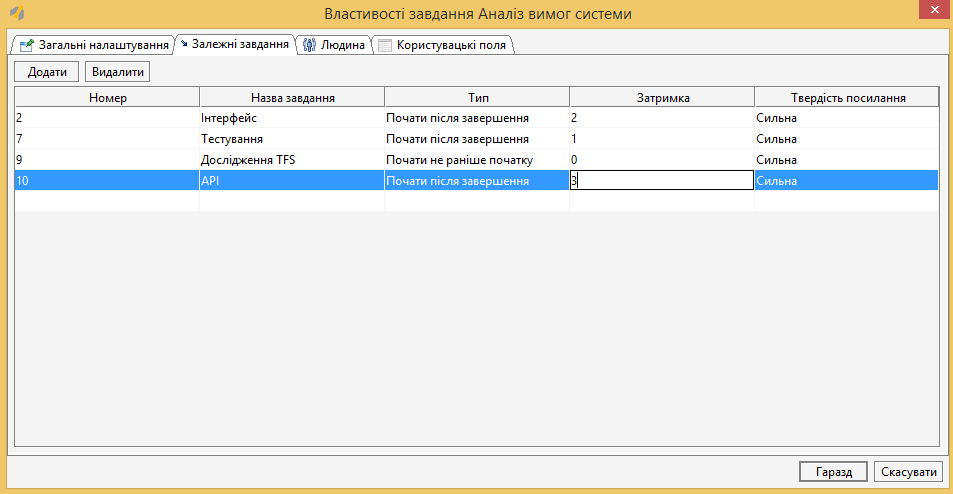 Властивості завдання Аналіз вимог системи
Загальні налаштування Залежні завдання Людина Користувацькі поля
Додати Видалити
Номер Назва завдання Тип Затримка Твердість посилання
2 Інтерфейс Почати після завершення 2 Сильна
7 Тестування Почати після завершення 1 Сильна
9 Дослідження TFS Почати не раніше початку 0 Сильна
10 API Почати після завершення 3 Сильна
Гаразд Скасувати